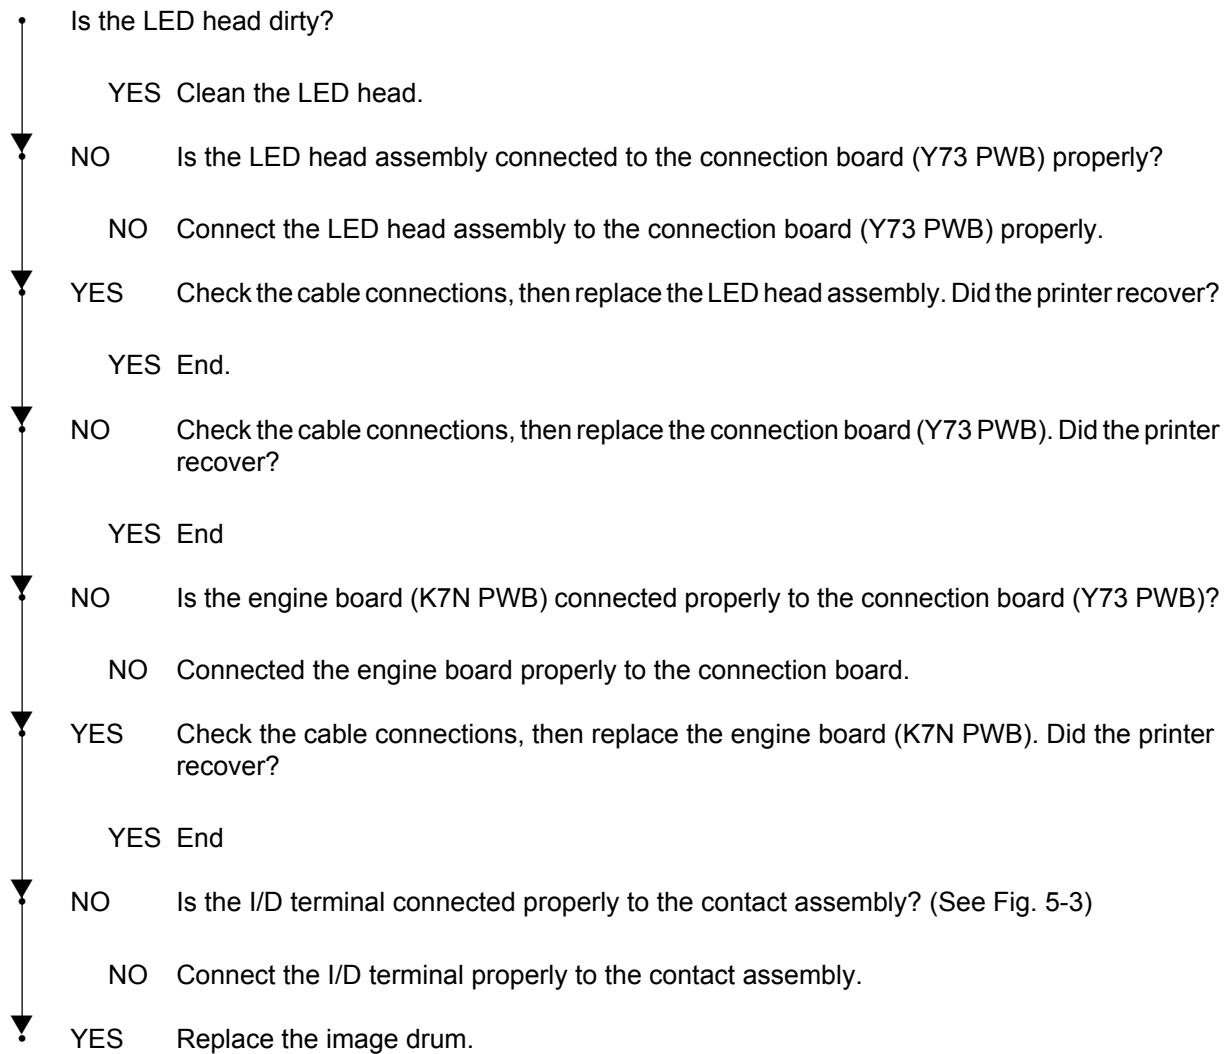 Is the LED head dirty?
YES Clean the LED head.
NO Is the LED head assembly connected to the connection board (Y73 PWB) properly?
NO Connect the LED head assembly to the connection board (Y73 PWB) properly.
YES Check the cable connections, then replace the LED head assembly. Did the printer recover?
YES End.
NO Check the cable connections, then replace the connection board (Y73 PWB). Did the printer
recover?
YES End
NO Is the engine board (K7N PWB) connected properly to the connection board (Y73 PWB)?
NO Connected the engine board properly to the connection board.
YES Check the cable connections, then replace the engine board (K7N PWB). Did the printer
recover?
YES End
NO Is the I/D terminal connected properly to the contact assembly? (See Fig. 5-3)
NO Connect the I/D terminal properly to the contact assembly.
YES Replace the image drum.